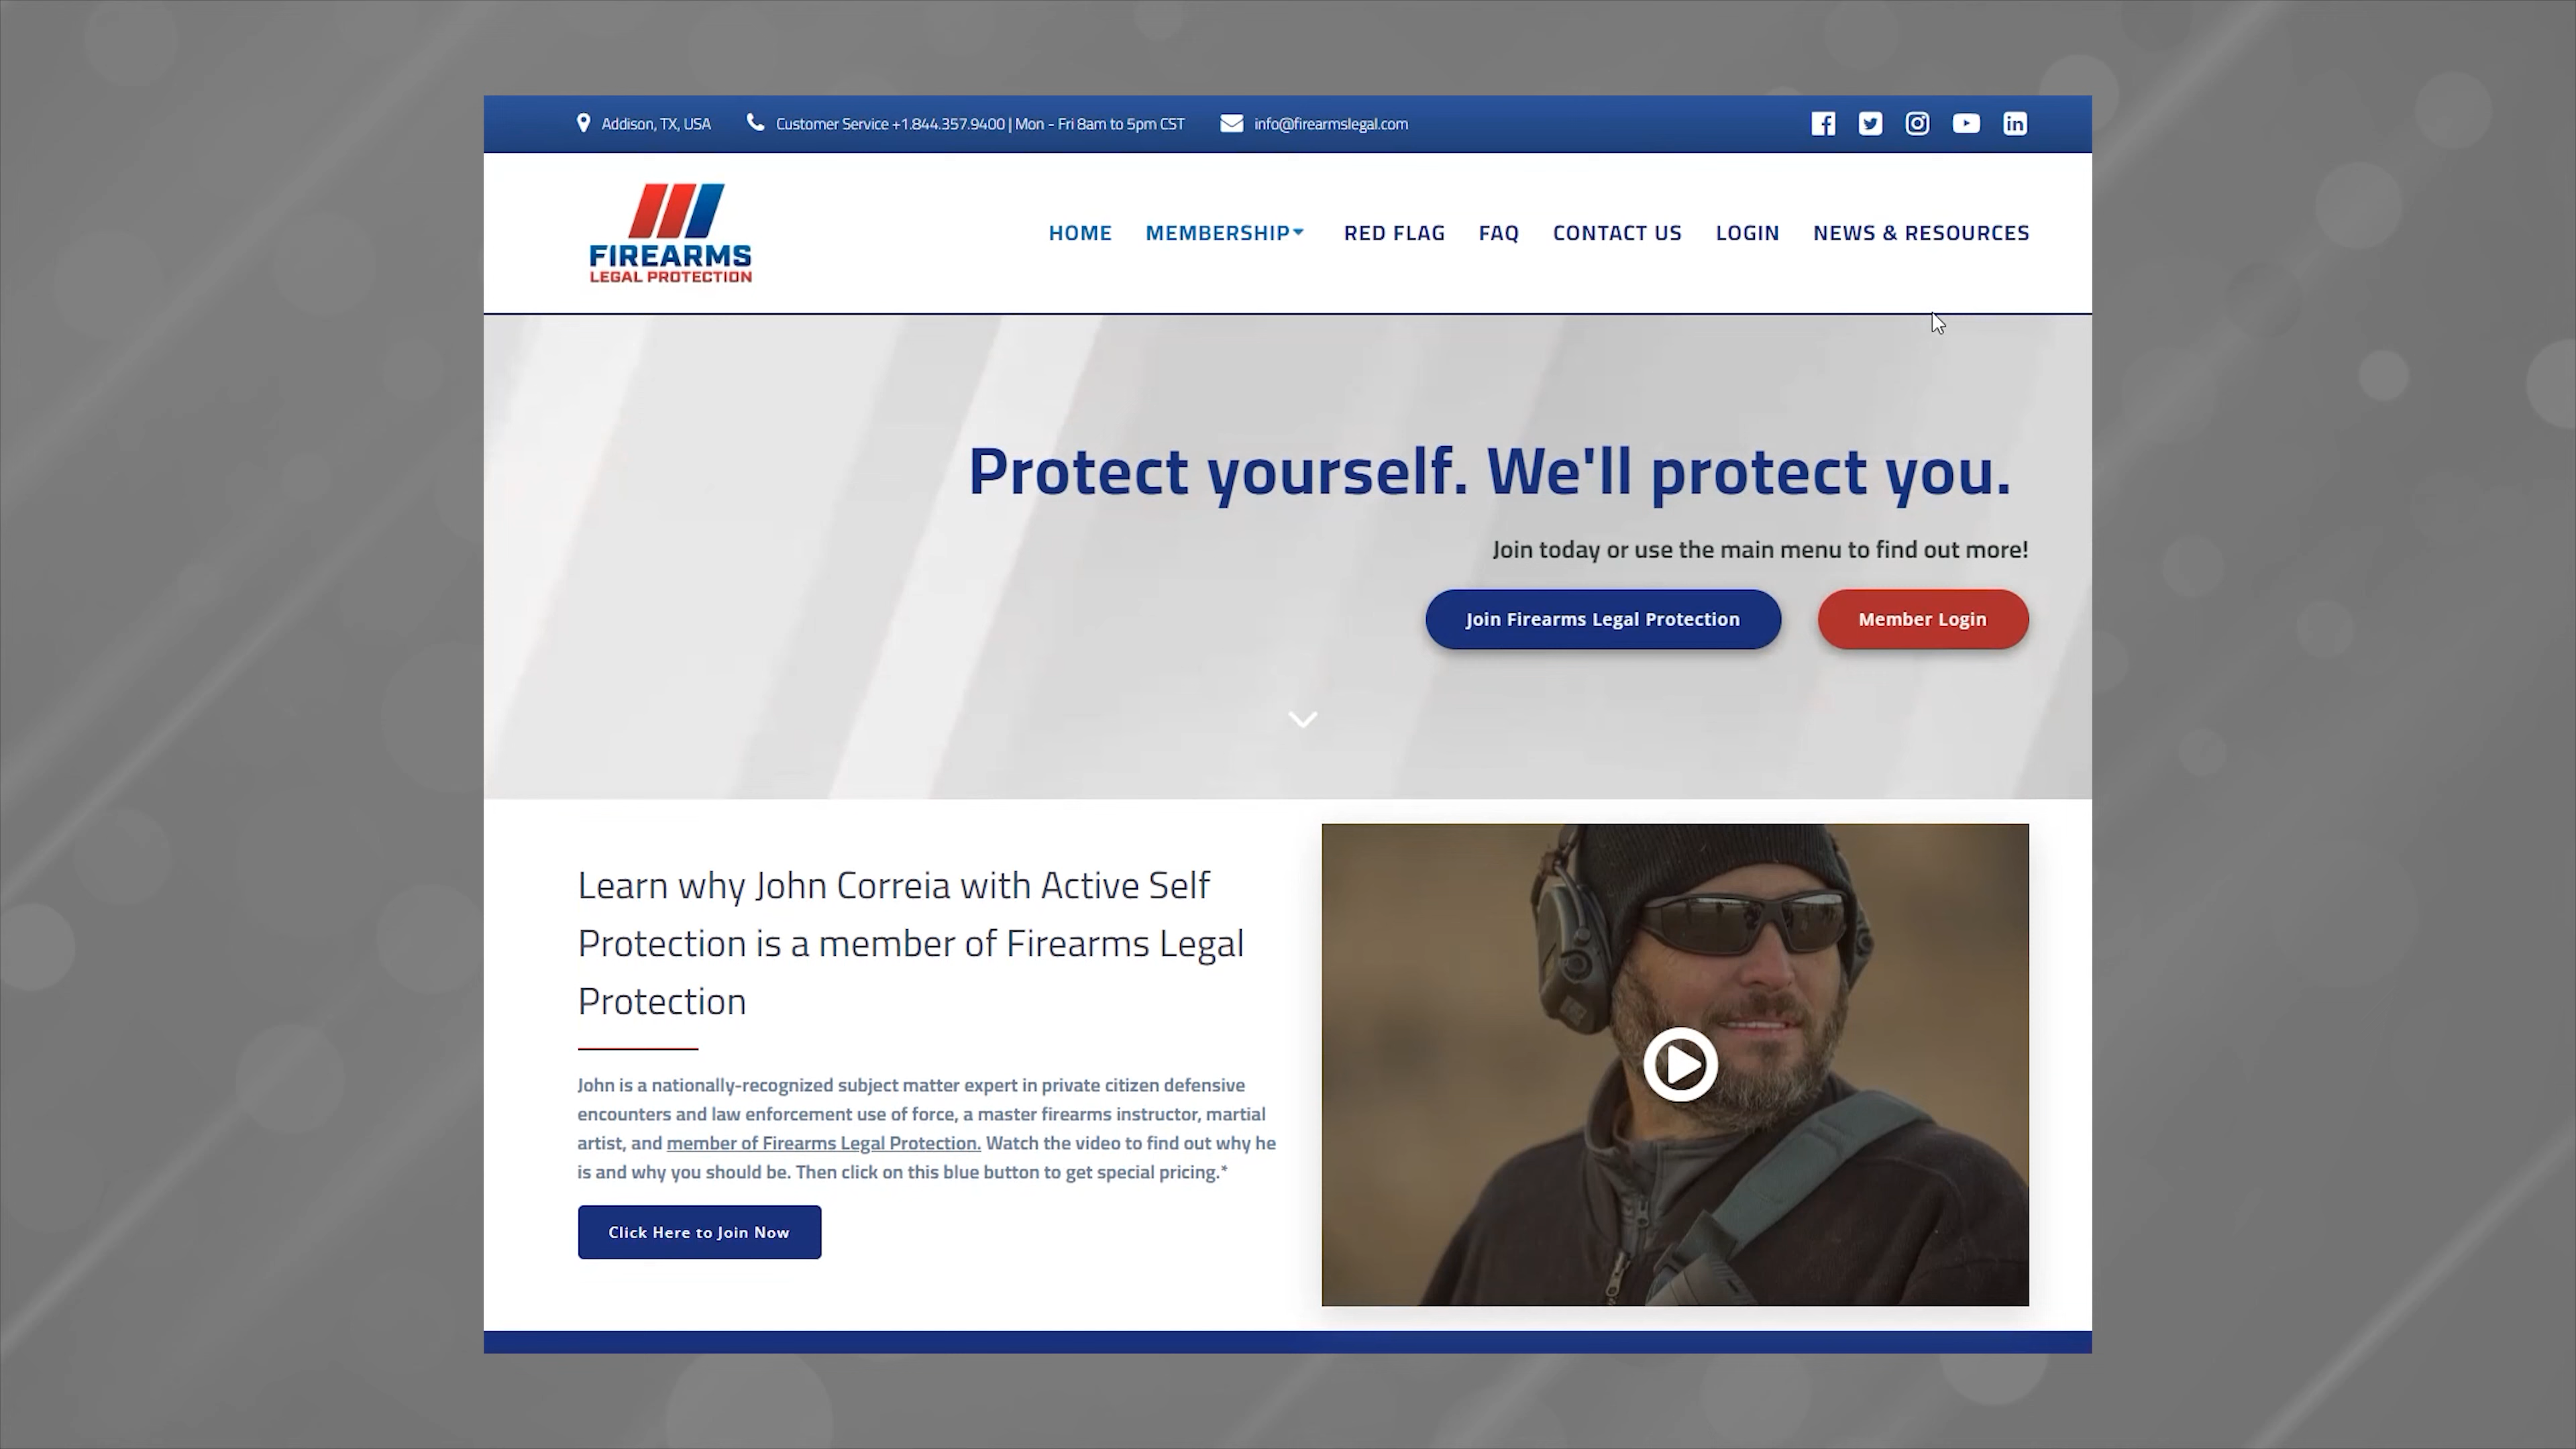 Addison, TX, USA
Customer Service +1.844.357.9400 | Mon - Fri 8am to 5pm CST
info@firearmslegal.com
FIREARMS
LEGAL PROTECTION
HOME
MEMBERSHIP
RED FLAG
FAQ
CONTACT US
LOGIN
NEWS & RESOURCES
Protect yourself. We'll protect you.
Join today or use the main menu to find out more!
Join Firearms Legal Protection
Member Login
Learn why John Correia with Active Self
Protection is a member of Firearms Legal
Protection
John is a nationally-recognized subject matter expert in private citizen defensive
encounters and law enforcement use of force, a master firearms instructor, martial
artist, and member of Firearms Legal Protection. Watch the video to find out why he
is and why you should be. Then click on this blue button to get special pricing.*
Click Here to Join Now